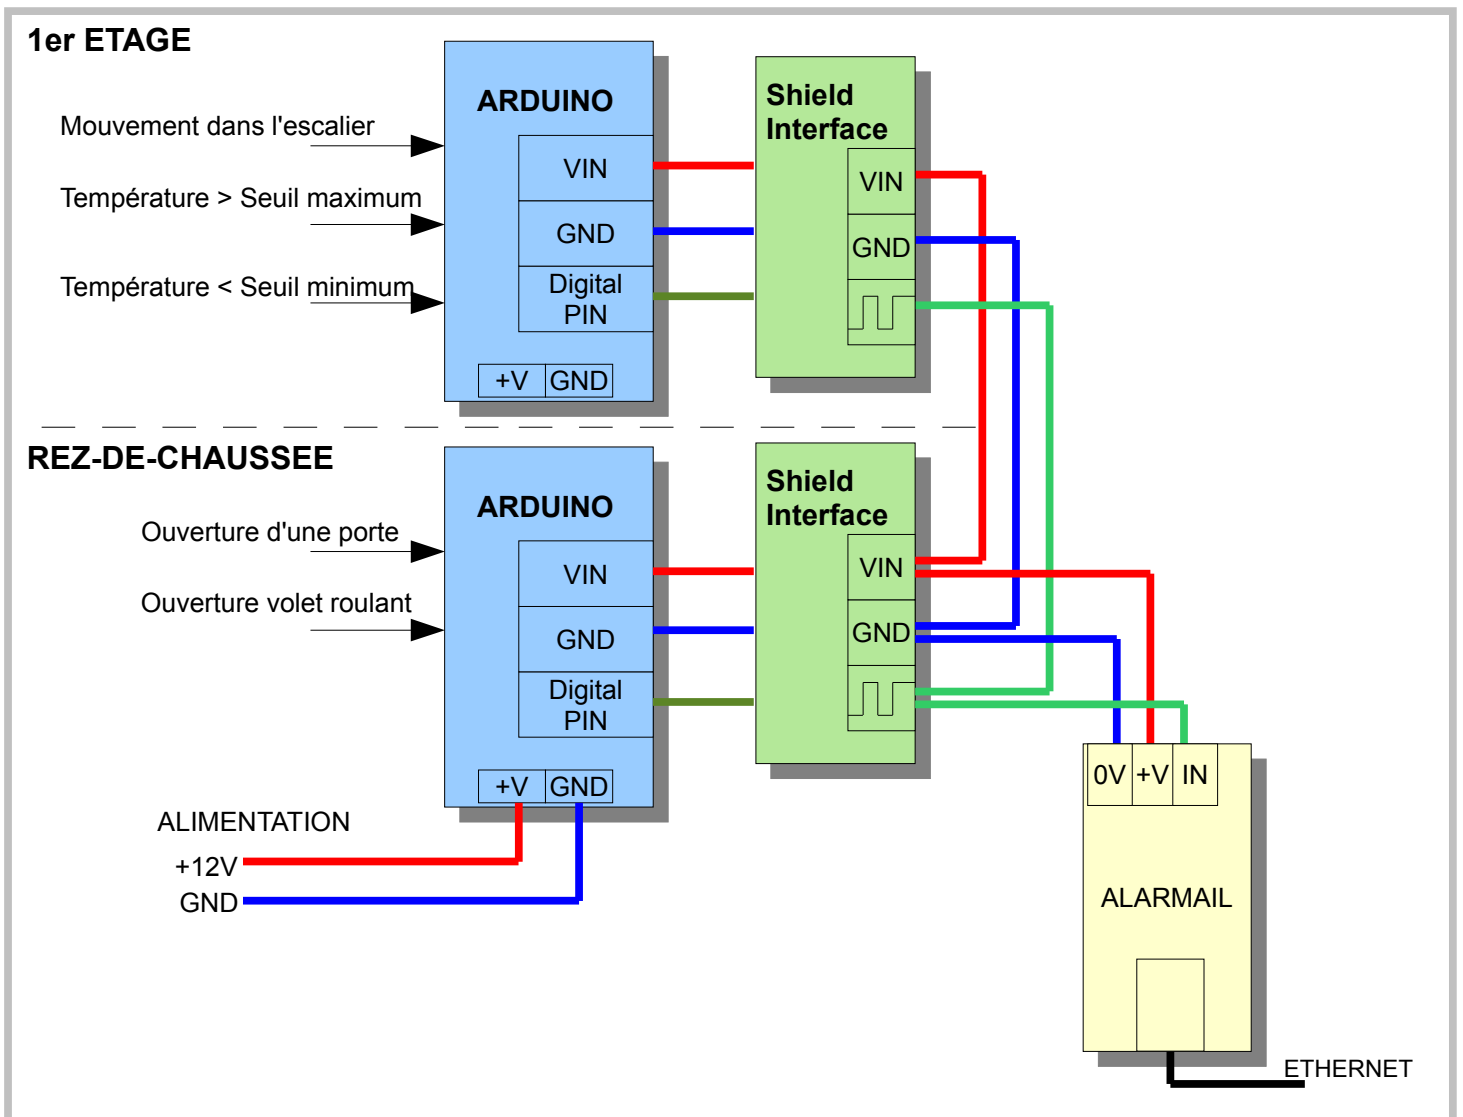 1er ETAGE
ARDUINO
Shield
Interface
Mouvement dans l'escalier
VIN
VIN
Température > Seuil maximum
GND
GND
Température < Seuil minimum
Digital
PIN
+V GND
REZ-DE-CHAUSSEE
ARDUINO
Shield
Interface
Ouverture d'une porte
VIN
VIN
Ouverture volet roulant
GND
GND
Digital
PIN
+V GND
0V +V IN
ALIMENTATION
+12V
GND
ALARMAIL
ETHERNET